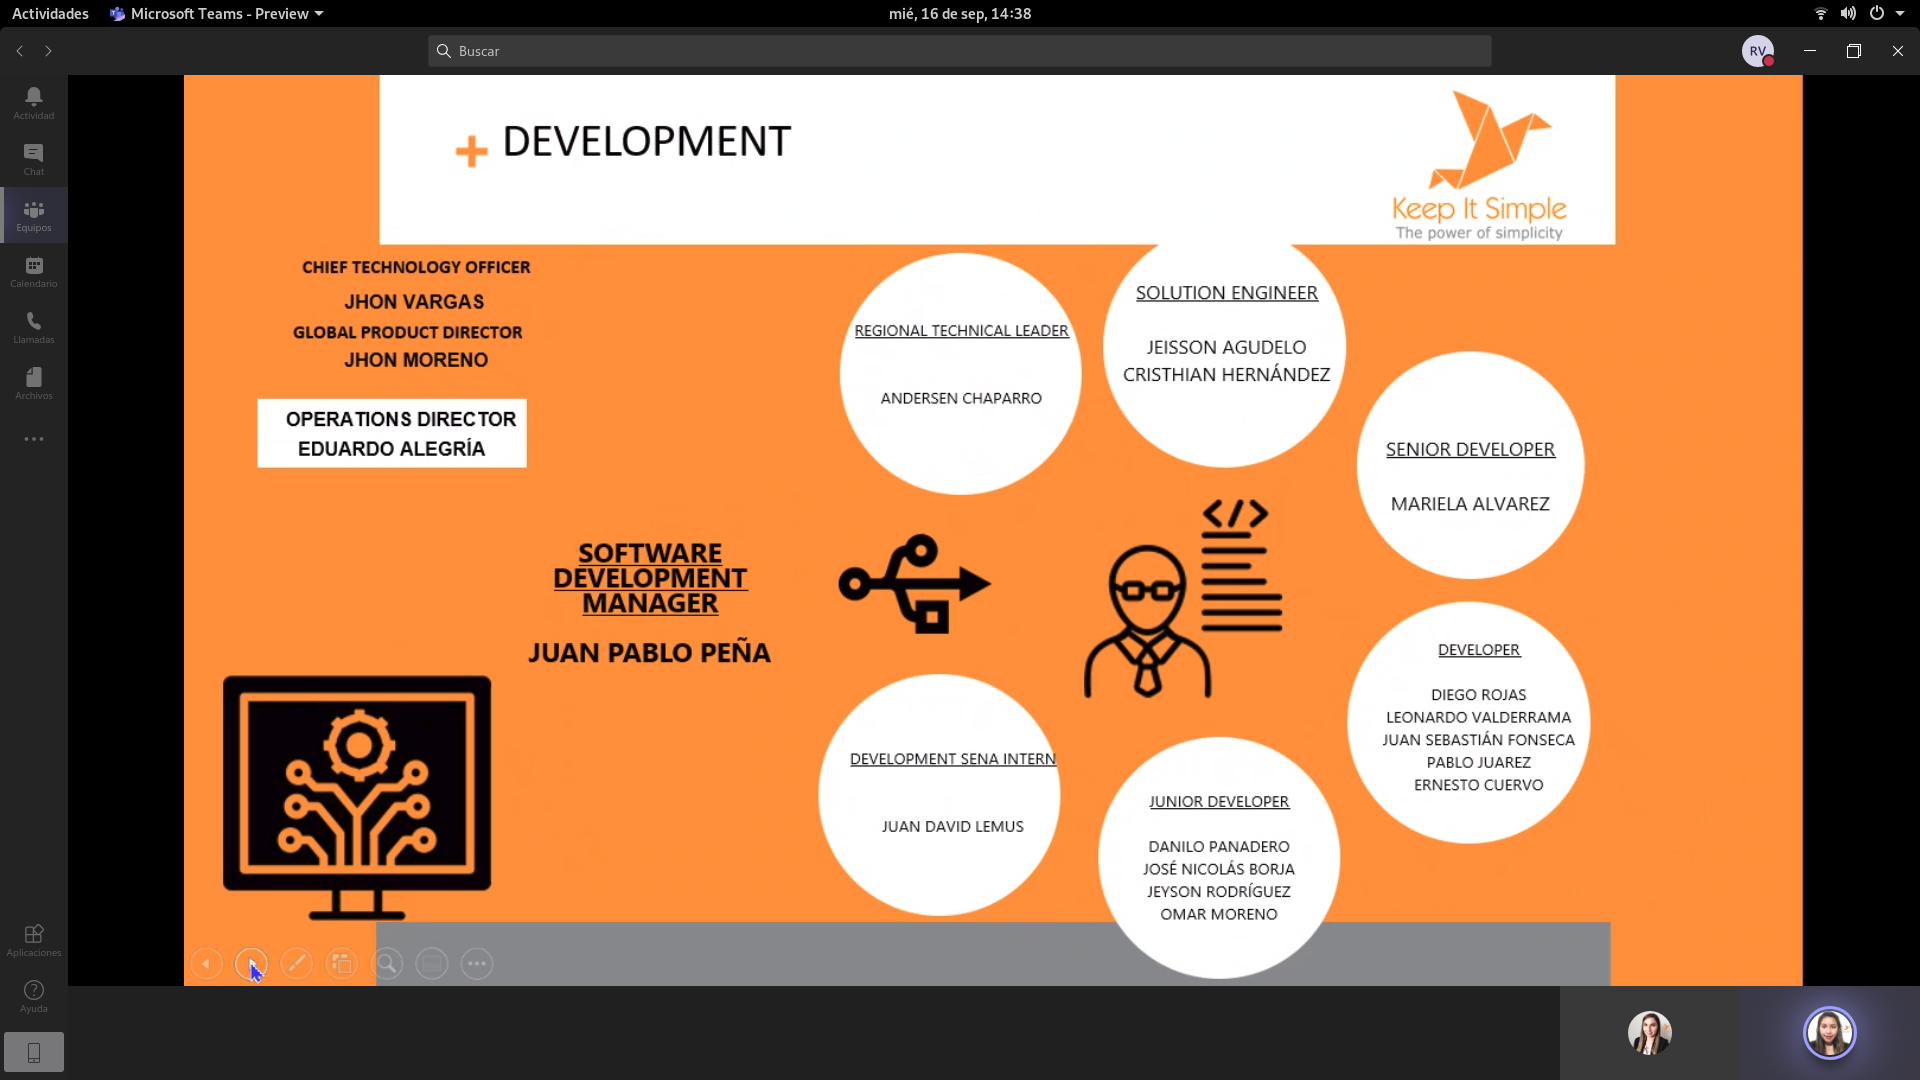 Actividades
Microsoft Teams - Preview
mié, 16 de sep, 14:38
Buscar
RV
Actividad
Chat
Equipos
Calendario
Llamadas
Archivos
Aplicaciones
Ayuda
+ DEVELOPMENT
Keep It Simple
The power of simplicity
CHIEF TECHNOLOGY OFFICER
JHON VARGAS
GLOBAL PRODUCT DIRECTOR
JHON MORENO
OPERATIONS DIRECTOR
EDUARDO ALEGRÍA
SOFTWARE
DEVELOPMENT
MANAGER
JUAN PABLO PEÑA
REGIONAL TECHNICAL LEADER
ANDERSEN CHAPARRO
SOLUTION ENGINEER
JEISSON AGUDELO
CRISTHIAN HERNÁNDEZ
SENIOR DEVELOPER
MARIELA ALVAREZ
DEVELOPER
DIEGO ROJAS
LEONARDO VALDERRAMA
JUAN SEBASTIÁN FONSECA
PABLO JUAREZ
ERNESTO CUERVO
JUNIOR DEVELOPER
DANILO PANADERO
JOSÉ NICOLÁS BORJA
JEYSON RODRÍGUEZ
OMAR MORENO
DEVELOPMENT SENA INTERN
JUAN DAVID LEMUS